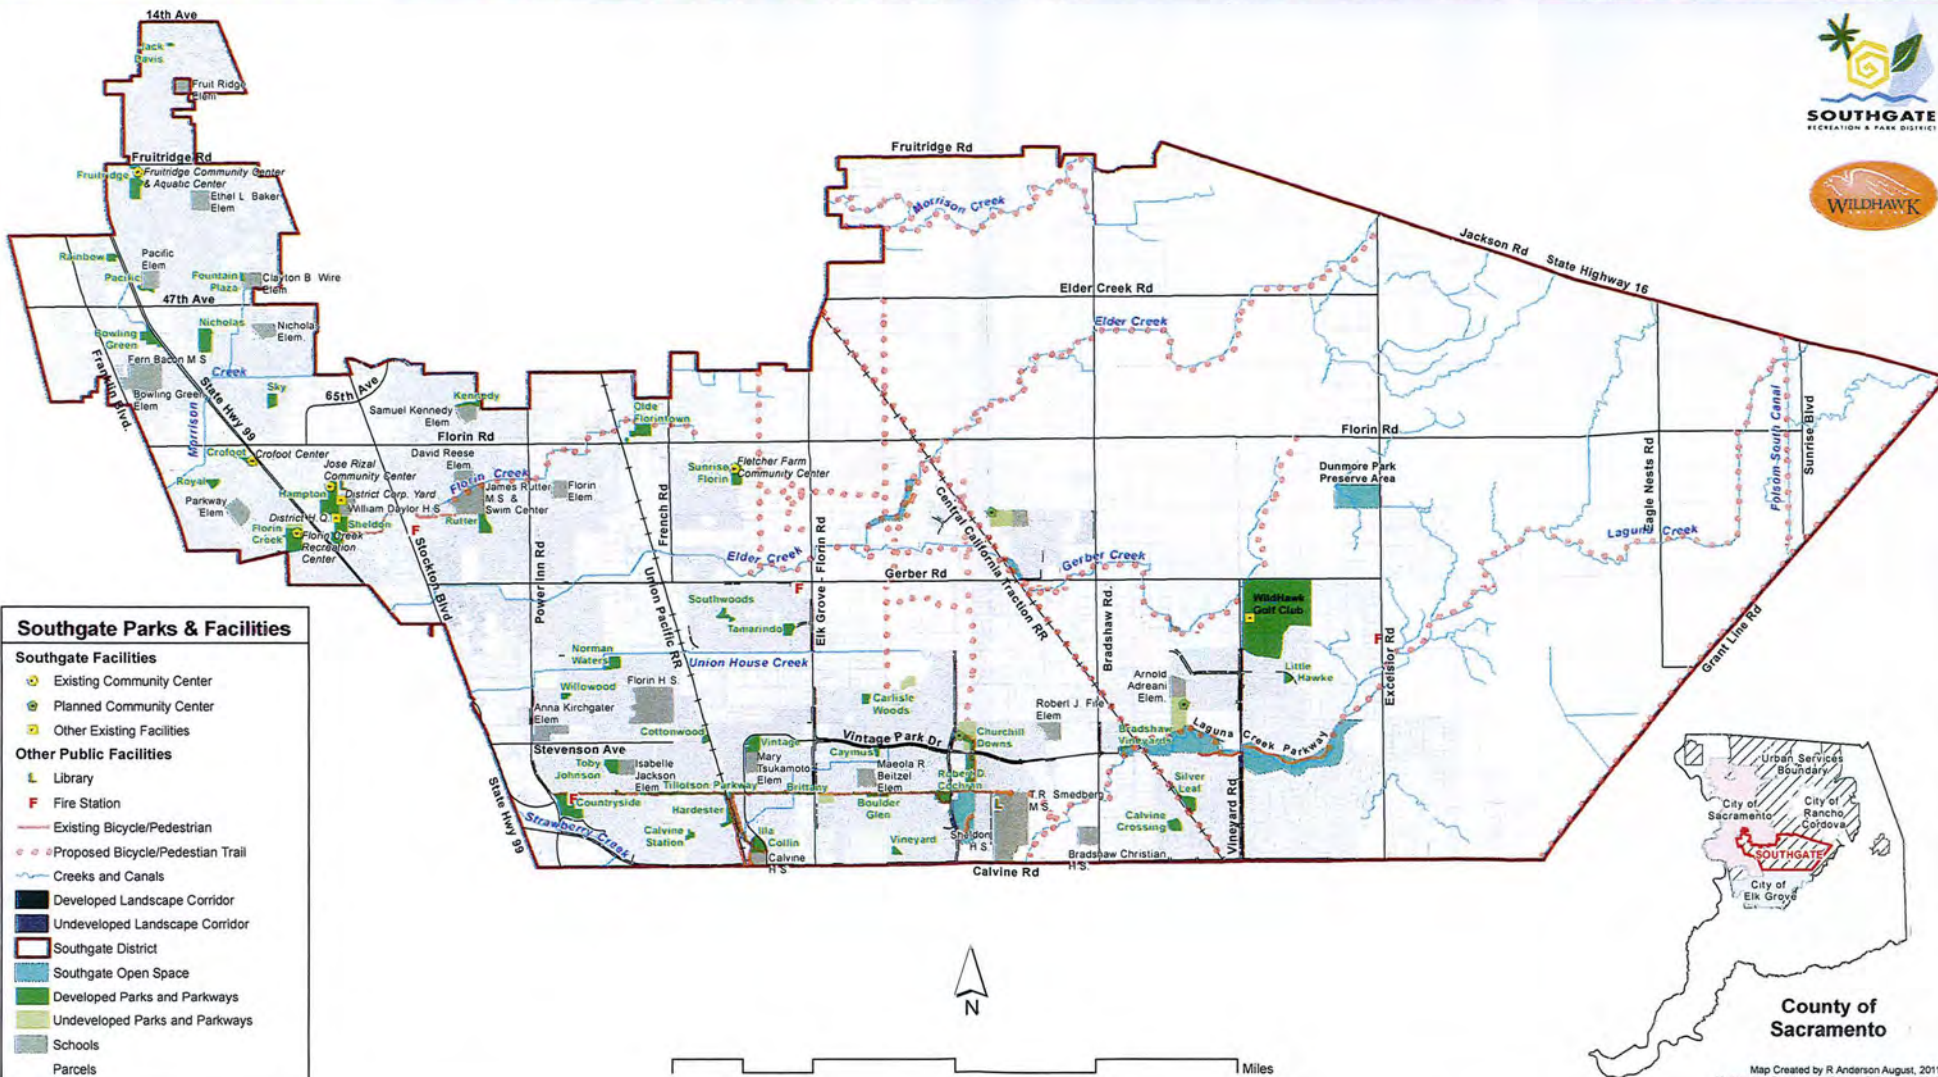 14th Ave
Jack
Davis
Fruit Ridge
Elem
SOUTHGATE
RECREATION & PARK DISTRICT
WILDHAWK
Fruitridge Rd
Fruitridge Rd
Fruitridge
Fruitridge Community Center
& Aquatic Center
Ethel L Baker
Elem
Morrison Creek
Jackson Rd
State Highway 16
Rainbow
Pacific
Elem
Pacific
Fountain
Plaza
Clayton B Wire
Elem
47th Ave
Elder Creek Rd
Elder Creek
Bowling
Green
Nicholas
Nichola
Elem.
Fern Bacon M S
Creek
Franklin Blvd.
State Hwy 99
Bowling Green
Elem
Sky
65th Ave
Kennedy
Samuel Kennedy
Elem
Olde
Florintown
Morrison
Florin Rd
Florin Rd
Folsom South Canal
Sunrise Blvd
Eagle Nests Rd
Crofoot
Crofoot Center
David Reese
Elem.
Jose Rizal
Community Center
Florin Creek
Sunrise
Florin
Fletcher Farm
Community Center
Dunmore Park
Preserve Area
Royal
Parkway
Elem
Hampton
District Corp. Yard
William Daylor H S
James Rutter
M S &
Swim Center
Florin
Elem
French Rd
District H.Q.
Sheldon
Rutter
Florin
Creek
Florin Creek
Recreation
Center
F
Stockton Blvd
Elk Grove - Florin Rd
Central California Traction RR
Laguna Creek
Elder Creek
Gerber Creek
Gerber Rd
F
Power Inn Rd
Union Pacific RR
Southwoods
Tamarindo
Bradshaw Rd.
WildHawk
Golf Club
F
Excelsior Rd
Grant Line Rd
Norman
Waters
Union House Creek
Little
Hawke
Willowood
Florin H S
Carlisle
Woods
Arnold
Adreani
Elem.
Anna Kirchgater
Elem
Robert J. Fite
Elem
Cottonwood
Stevenson Ave
Vintage
Vintage Park Dr
Churchill
Downs
Bradshaw
Vineyards
Laguna Creek Parkway
Toby
Johnson
Isabelle
Jackson
Elem
Mary
Tsukamoto
Elem
Caymus
Maeola R
Beitzel
Elem
Robert D.
Cochran
Silver
Leaf
Tillotson Parkway
Brittany
F
Countryside
Hardester
Boulder
Glen
L
T.R Smedberg
M S
State Hwy 99
Strawberry Creek
Calvine
Station
Illa
Collin
Vineyard
Sheldon
H S
Calvine
Crossing
Vineyard Rd
Calvine
H S
Bradshaw Christian
H S.
Calvine Rd
Southgate Parks & Facilities
Southgate Facilities
Existing Community Center
Planned Community Center
Other Existing Facilities
Other Public Facilities
L Library
F Fire Station
Existing Bicycle/Pedestrian
Proposed Bicycle/Pedestian Trail
Creeks and Canals
Developed Landscape Corridor
Undeveloped Landscape Corridor
Southgate District
Southgate Open Space
Developed Parks and Parkways
Undeveloped Parks and Parkways
Schools
Parcels
N
Miles
Urban Services
Boundary
City of
Sacramento
City of
Rancho
Cordova
SOUTHGATE
City of
Elk Grove
County of
Sacramento
Map Created by R Anderson August, 2011